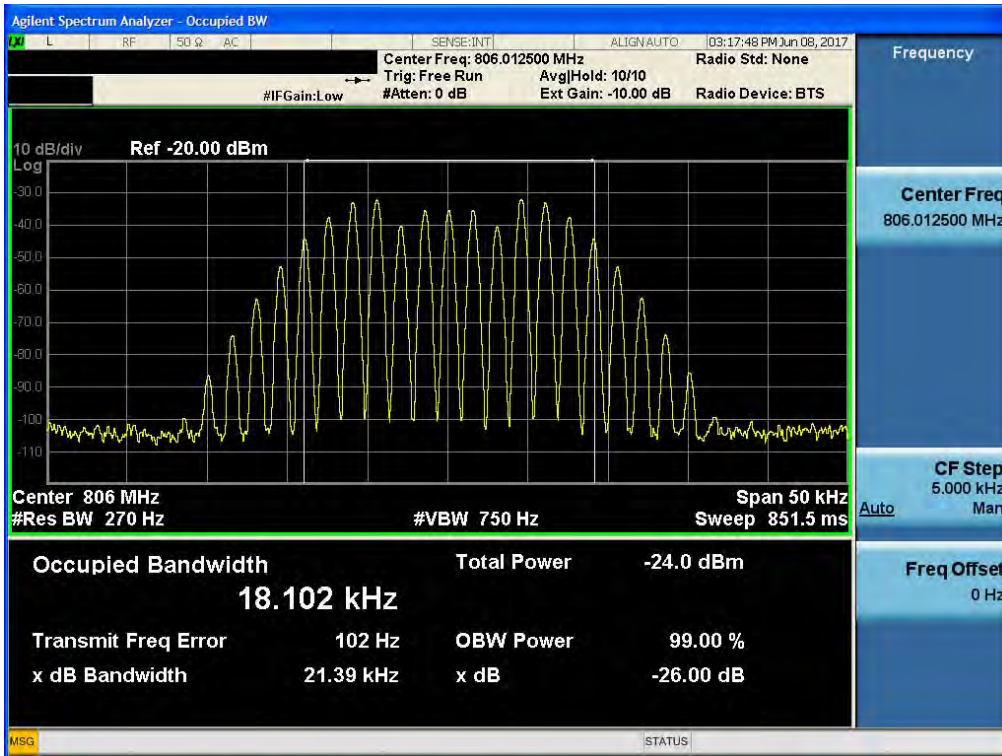 Agilent Spectrum Analyzer - Occupied BW
LXI L RF 50 Ω AC SENSE:INT ALIGN AUTO 03:17:48 PM Jun 08, 2017
Center Freq: 806.012500 MHz Radio Std: None
Trig: Free Run Avg|Hold: 10/10
#IFGain:Low #Atten: 0 dB Ext Gain: -10.00 dB Radio Device: BTS
10 dB/div Ref -20.00 dBm
Log
-30.0
-40.0
-50.0
-60.0
-70.0
-80.0
-90.0
-100
-110
Center 806 MHz Span 50 kHz
#Res BW 270 Hz #VBW 750 Hz Sweep 851.5 ms
Occupied Bandwidth Total Power -24.0 dBm
18.102 kHz
Transmit Freq Error 102 Hz OBW Power 99.00 %
x dB Bandwidth 21.39 kHz x dB -26.00 dB
Frequency
Center Freq
806.012500 MHz
CF Step
5.000 kHz
Auto Man
Freq Offset
0 Hz
MSG STATUS